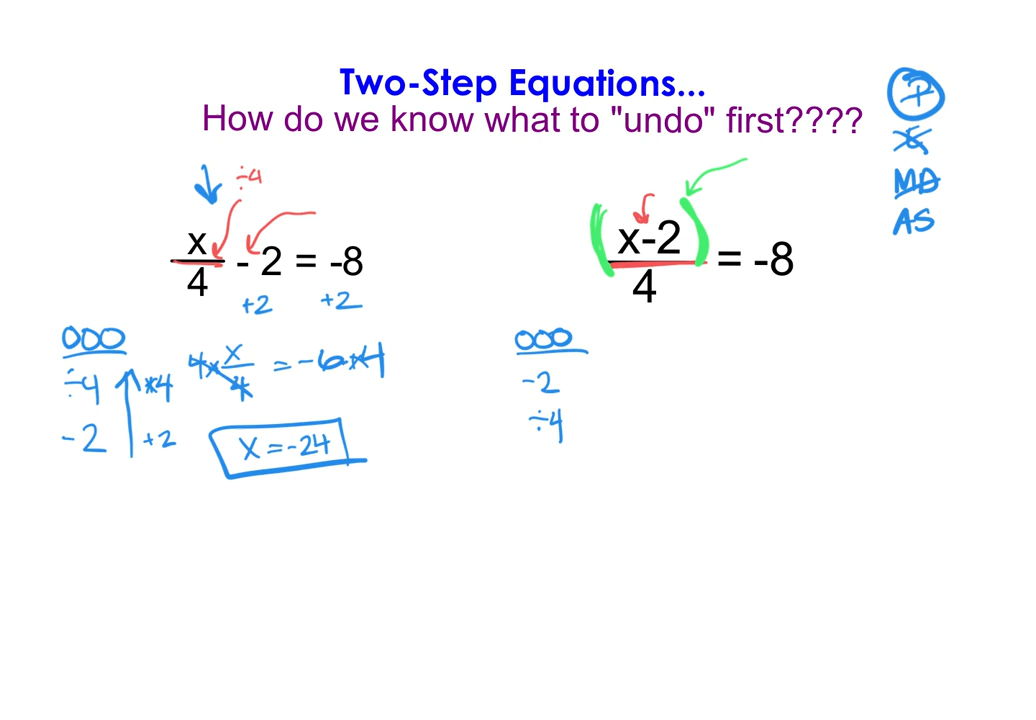 Two-Step Equations...
How do we know what to "undo" first????
P
E
MD
AS
÷4
x/4 - 2 = -8
+2 +2
OOO
÷4 ×4
-2 +2
4× x/4 = -6×4
x = -24
(x-2)/4 = -8
OOO
-2
÷4